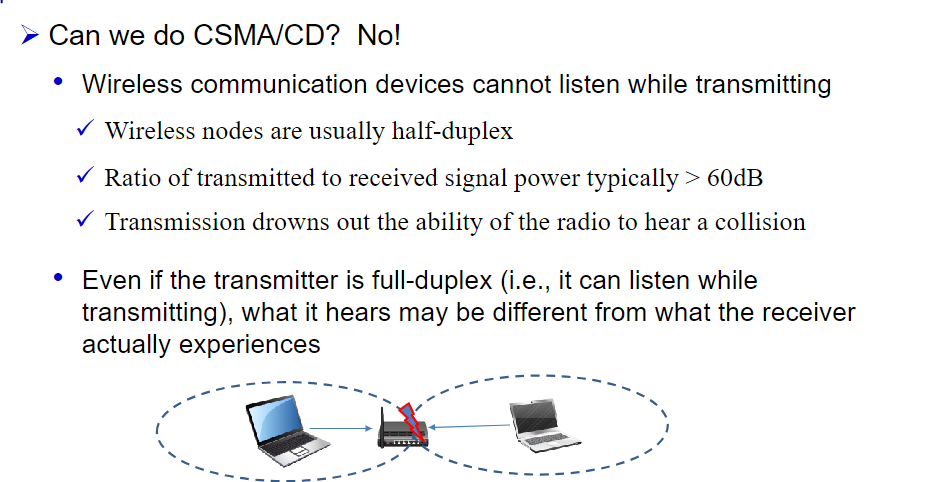 Can we do CSMA/CD? No!
Wireless communication devices cannot listen while transmitting
Wireless nodes are usually half-duplex
Ratio of transmitted to received signal power typically > 60dB
Transmission drowns out the ability of the radio to hear a collision
Even if the transmitter is full-duplex (i.e., it can listen while
transmitting), what it hears may be different from what the receiver
actually experiences